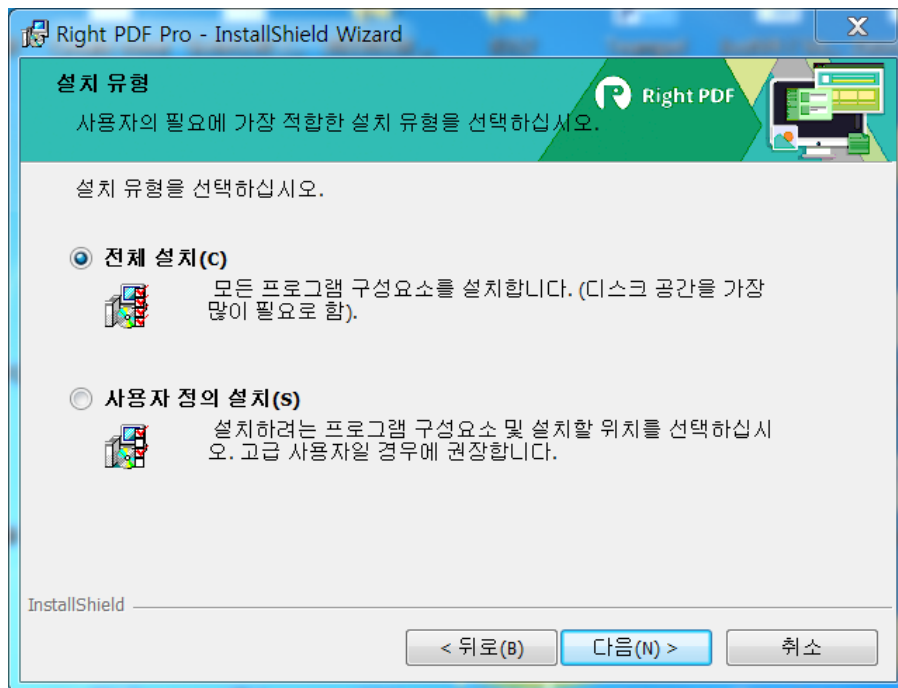 Right PDF Pro - InstallShield Wizard
X
설치 유형
Right PDF
사용자의 필요에 가장 적합한 설치 유형을 선택하십시오.
설치 유형을 선택하십시오.
전체 설치(C)
모든 프로그램 구성요소를 설치합니다. (디스크 공간을 가장
많이 필요로 함).
사용자 정의 설치(S)
설치하려는 프로그램 구성요소 및 설치할 위치를 선택하십시
오. 고급 사용자일 경우에 권장합니다.
InstallShield
< 뒤로(B)
다음(N) >
취소